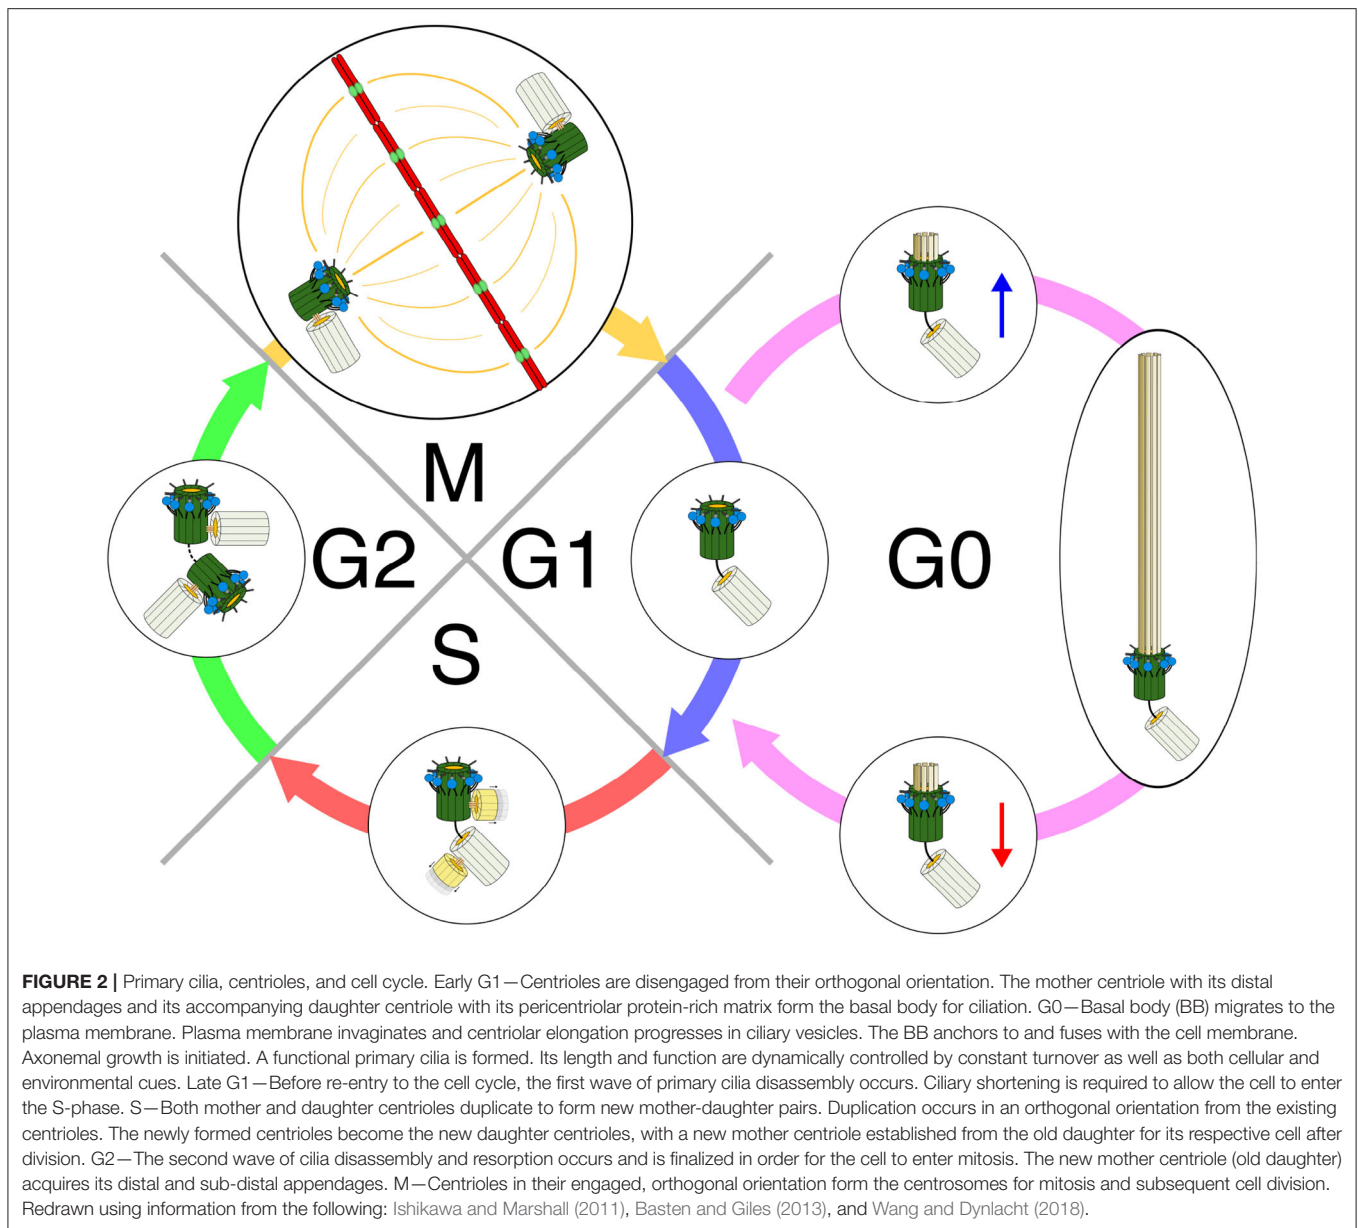 M
G2
G1
G0
S
FIGURE 2 | Primary cilia, centrioles, and cell cycle. Early G1—Centrioles are disengaged from their orthogonal orientation. The mother centriole with its distal
appendages and its accompanying daughter centriole with its pericentriolar protein-rich matrix form the basal body for ciliation. G0—Basal body (BB) migrates to the
plasma membrane. Plasma membrane invaginates and centriolar elongation progresses in ciliary vesicles. The BB anchors to and fuses with the cell membrane.
Axonemal growth is initiated. A functional primary cilia is formed. Its length and function are dynamically controlled by constant turnover as well as both cellular and
environmental cues. Late G1—Before re-entry to the cell cycle, the first wave of primary cilia disassembly occurs. Ciliary shortening is required to allow the cell to enter
the S-phase. S—Both mother and daughter centrioles duplicate to form new mother-daughter pairs. Duplication occurs in an orthogonal orientation from the existing
centrioles. The newly formed centrioles become the new daughter centrioles, with a new mother centriole established from the old daughter for its respective cell after
division. G2—The second wave of cilia disassembly and resorption occurs and is finalized in order for the cell to enter mitosis. The new mother centriole (old daughter)
acquires its distal and sub-distal appendages. M—Centrioles in their engaged, orthogonal orientation form the centrosomes for mitosis and subsequent cell division.
Redrawn using information from the following: Ishikawa and Marshall (2011), Basten and Giles (2013), and Wang and Dynlacht (2018).